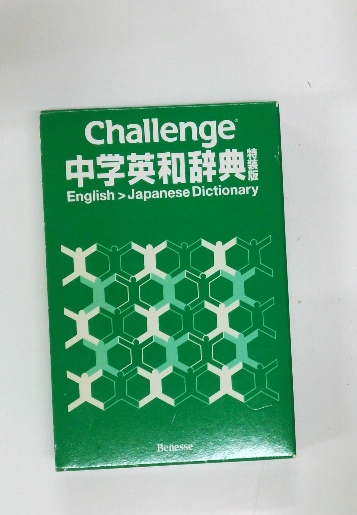 Challenge®
中学英和辞典 特装版
English > Japanese Dictionary
Benesse